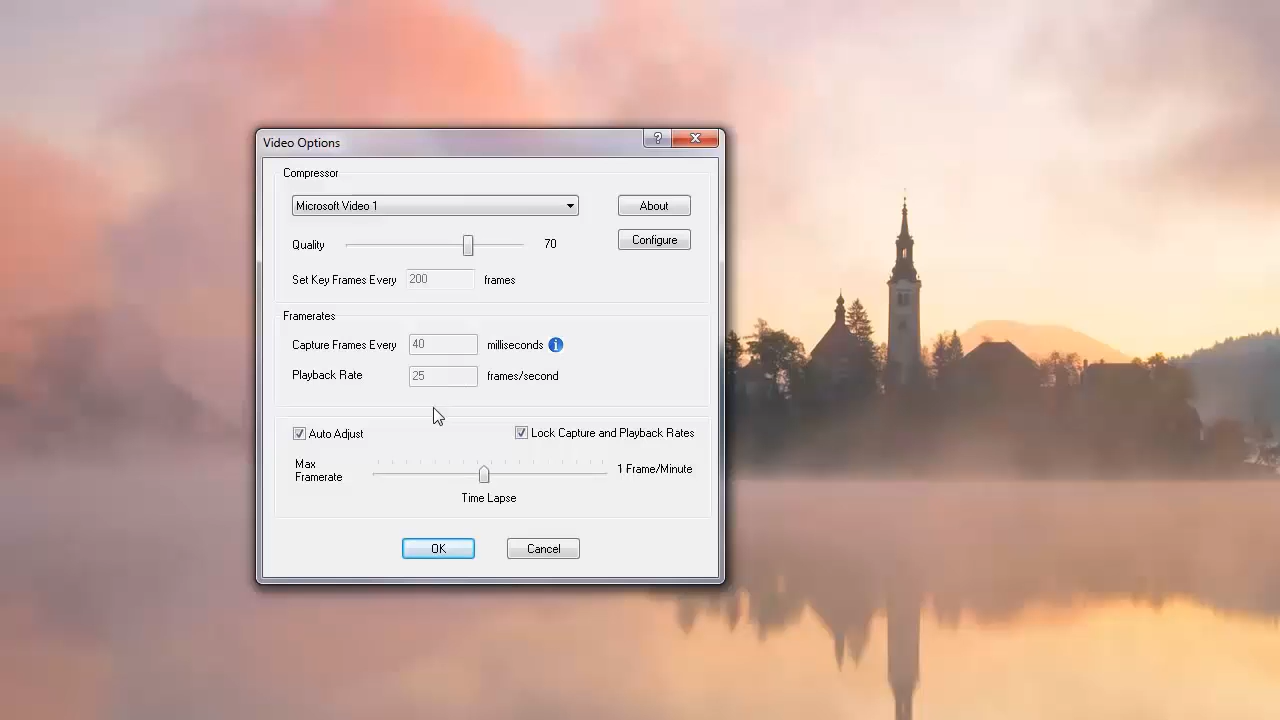 Video Options
Compressor
Microsoft Video 1
About
Quality 70
Configure
Set Key Frames Every 200 frames
Framerates
Capture Frames Every 40 milliseconds
Playback Rate 25 frames/second
Auto Adjust
Lock Capture and Playback Rates
Max
Framerate
1 Frame/Minute
Time Lapse
OK
Cancel